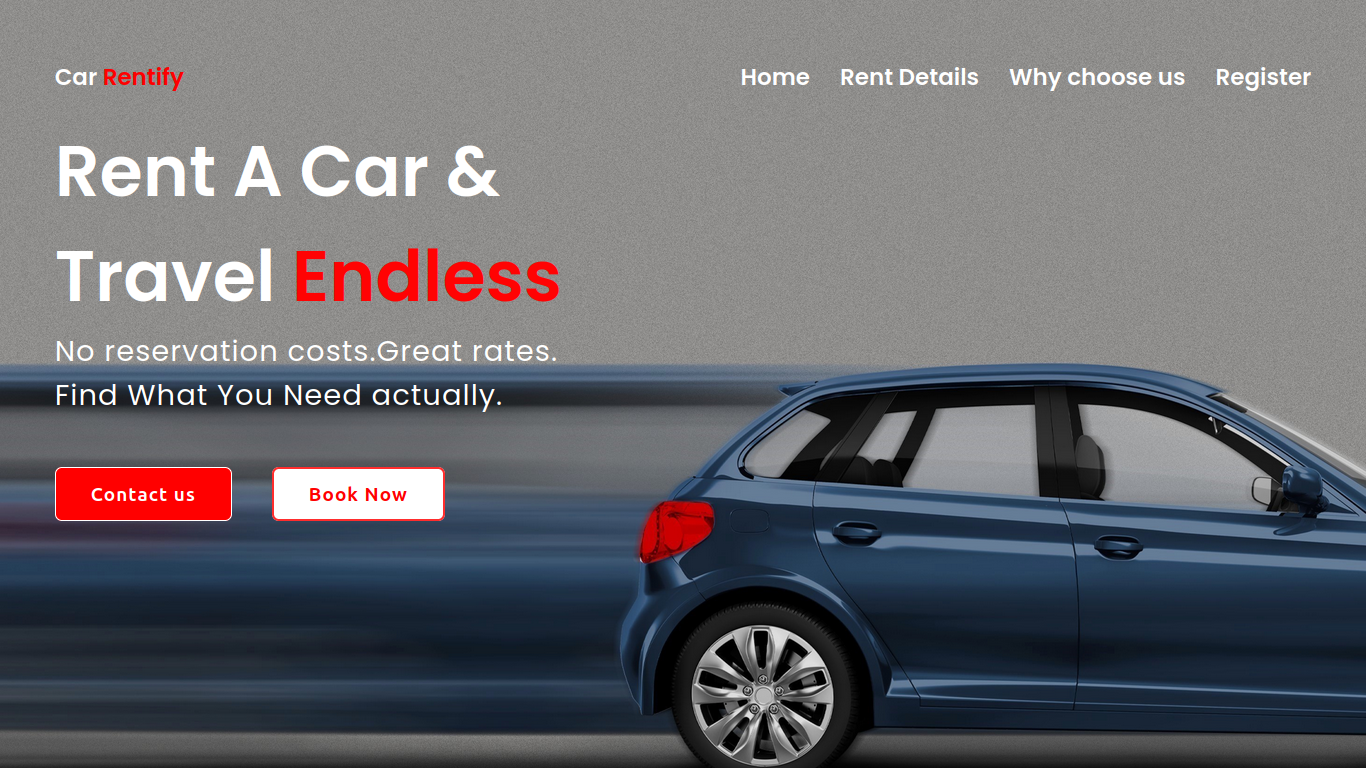 Car Rentify
Home Rent Details Why choose us Register
Rent A Car &
Travel Endless
No reservation costs.Great rates.
Find What You Need actually.
Contact us
Book Now